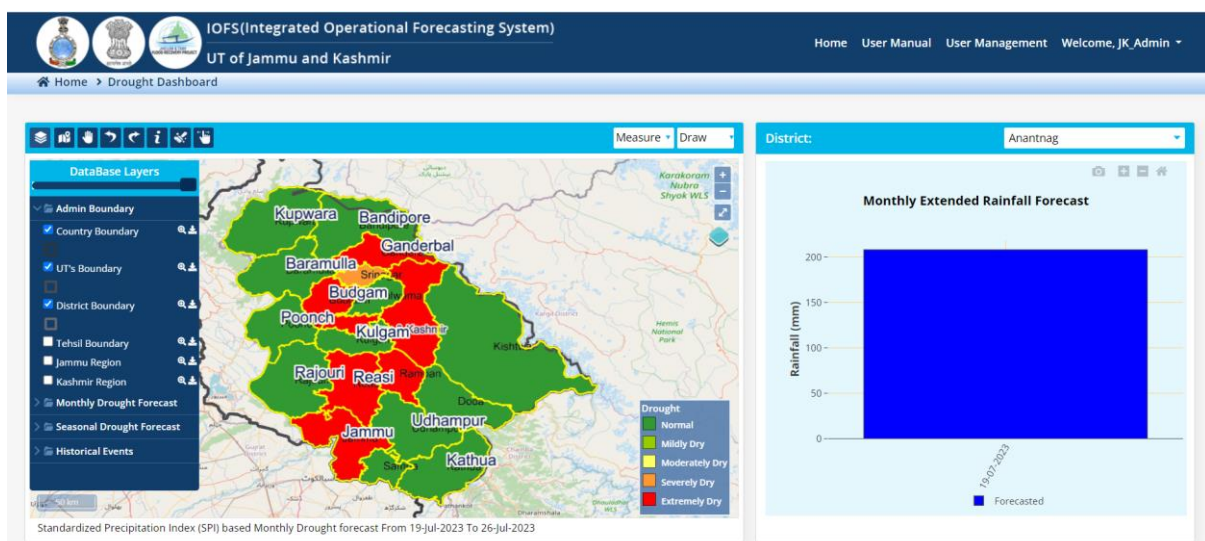 IOFS(Integrated Operational Forecasting System)
UT of Jammu and Kashmir
Home User Manual User Management Welcome, JK_Admin
Home > Drought Dashboard
Measure Draw
DataBase Layers
Admin Boundary
Country Boundary
UT's Boundary
District Boundary
Tehsil Boundary
Jammu Region
Kashmir Region
Monthly Drought Forecast
Seasonal Drought Forecast
Historical Events
50 km
Karakoram
Nubra
Shyok WLS
Kupwara
Bandipore
Ganderbal
Baramulla
Budgam
Poonch
Kulgam
Kargil District
Hemis
National
Park
Rajouri
Reasi
Udhampur
Jammu
Kathua
Drought
Normal
Mildly Dry
Moderately Dry
Severely Dry
Extremely Dry
Standardized Precipitation Index (SPI) based Monthly Drought forecast From 19-Jul-2023 To 26-Jul-2023
District:
Anantnag
Monthly Extended Rainfall Forecast
Rainfall (mm)
200
150
100
50
0
19-07-2023
Forecasted